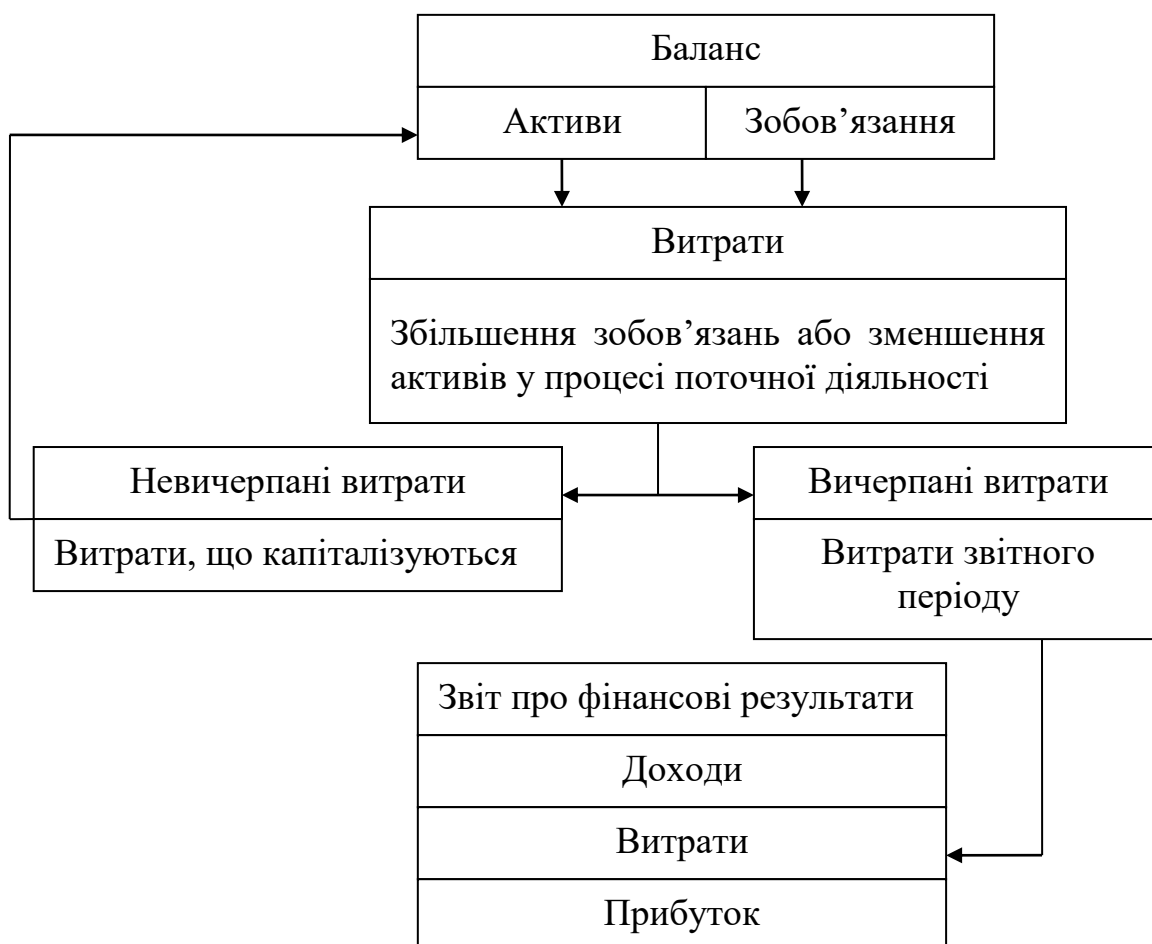 Баланс
Активи
Зобов’язання
Витрати
Збільшення зобов’язань або зменшення
активів у процесі поточної діяльності
Невичерпані витрати
Витрати, що капіталізуються
Вичерпані витрати
Витрати звітного
періоду
Звіт про фінансові результати
Доходи
Витрати
Прибуток